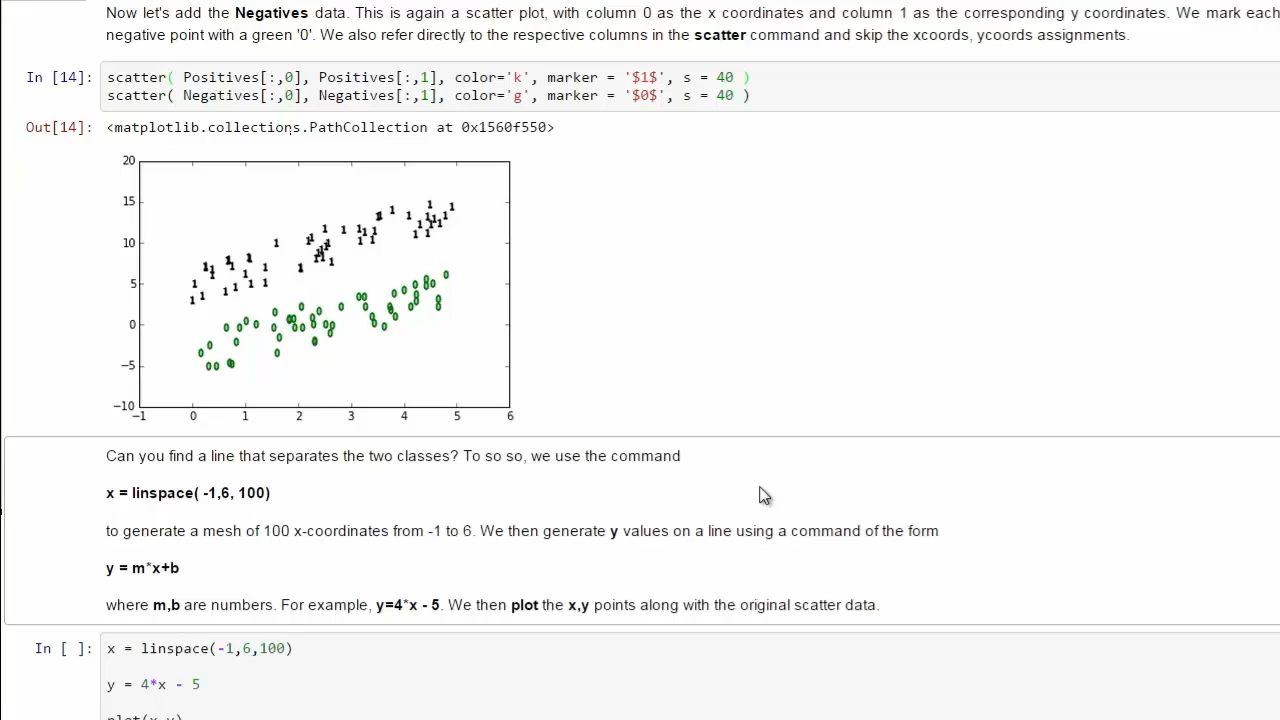 Now let's add the Negatives data. This is again a scatter plot, with column 0 as the x coordinates and column 1 as the corresponding y coordinates. We mark each
negative point with a green '0'. We also refer directly to the respective columns in the scatter command and skip the xcoords, ycoords assignments.
In [14]: scatter( Positives[:,0], Positives[:,1], color='k', marker = '$1$', s = 40 )
scatter( Negatives[:,0], Negatives[:,1], color='g', marker = '$0$', s = 40 )
Out[14]: <matplotlib.collections.PathCollection at 0x1560f550>
20
15
10
5
0
−5
−10
−1 0 1 2 3 4 5 6
Can you find a line that separates the two classes? To so so, we use the command
x = linspace( -1,6, 100)
to generate a mesh of 100 x-coordinates from -1 to 6. We then generate y values on a line using a command of the form
y = m*x+b
where m,b are numbers. For example, y=4*x - 5. We then plot the x,y points along with the original scatter data.
In [ ]: x = linspace(-1,6,100)
y = 4*x - 5
plot(x,y)